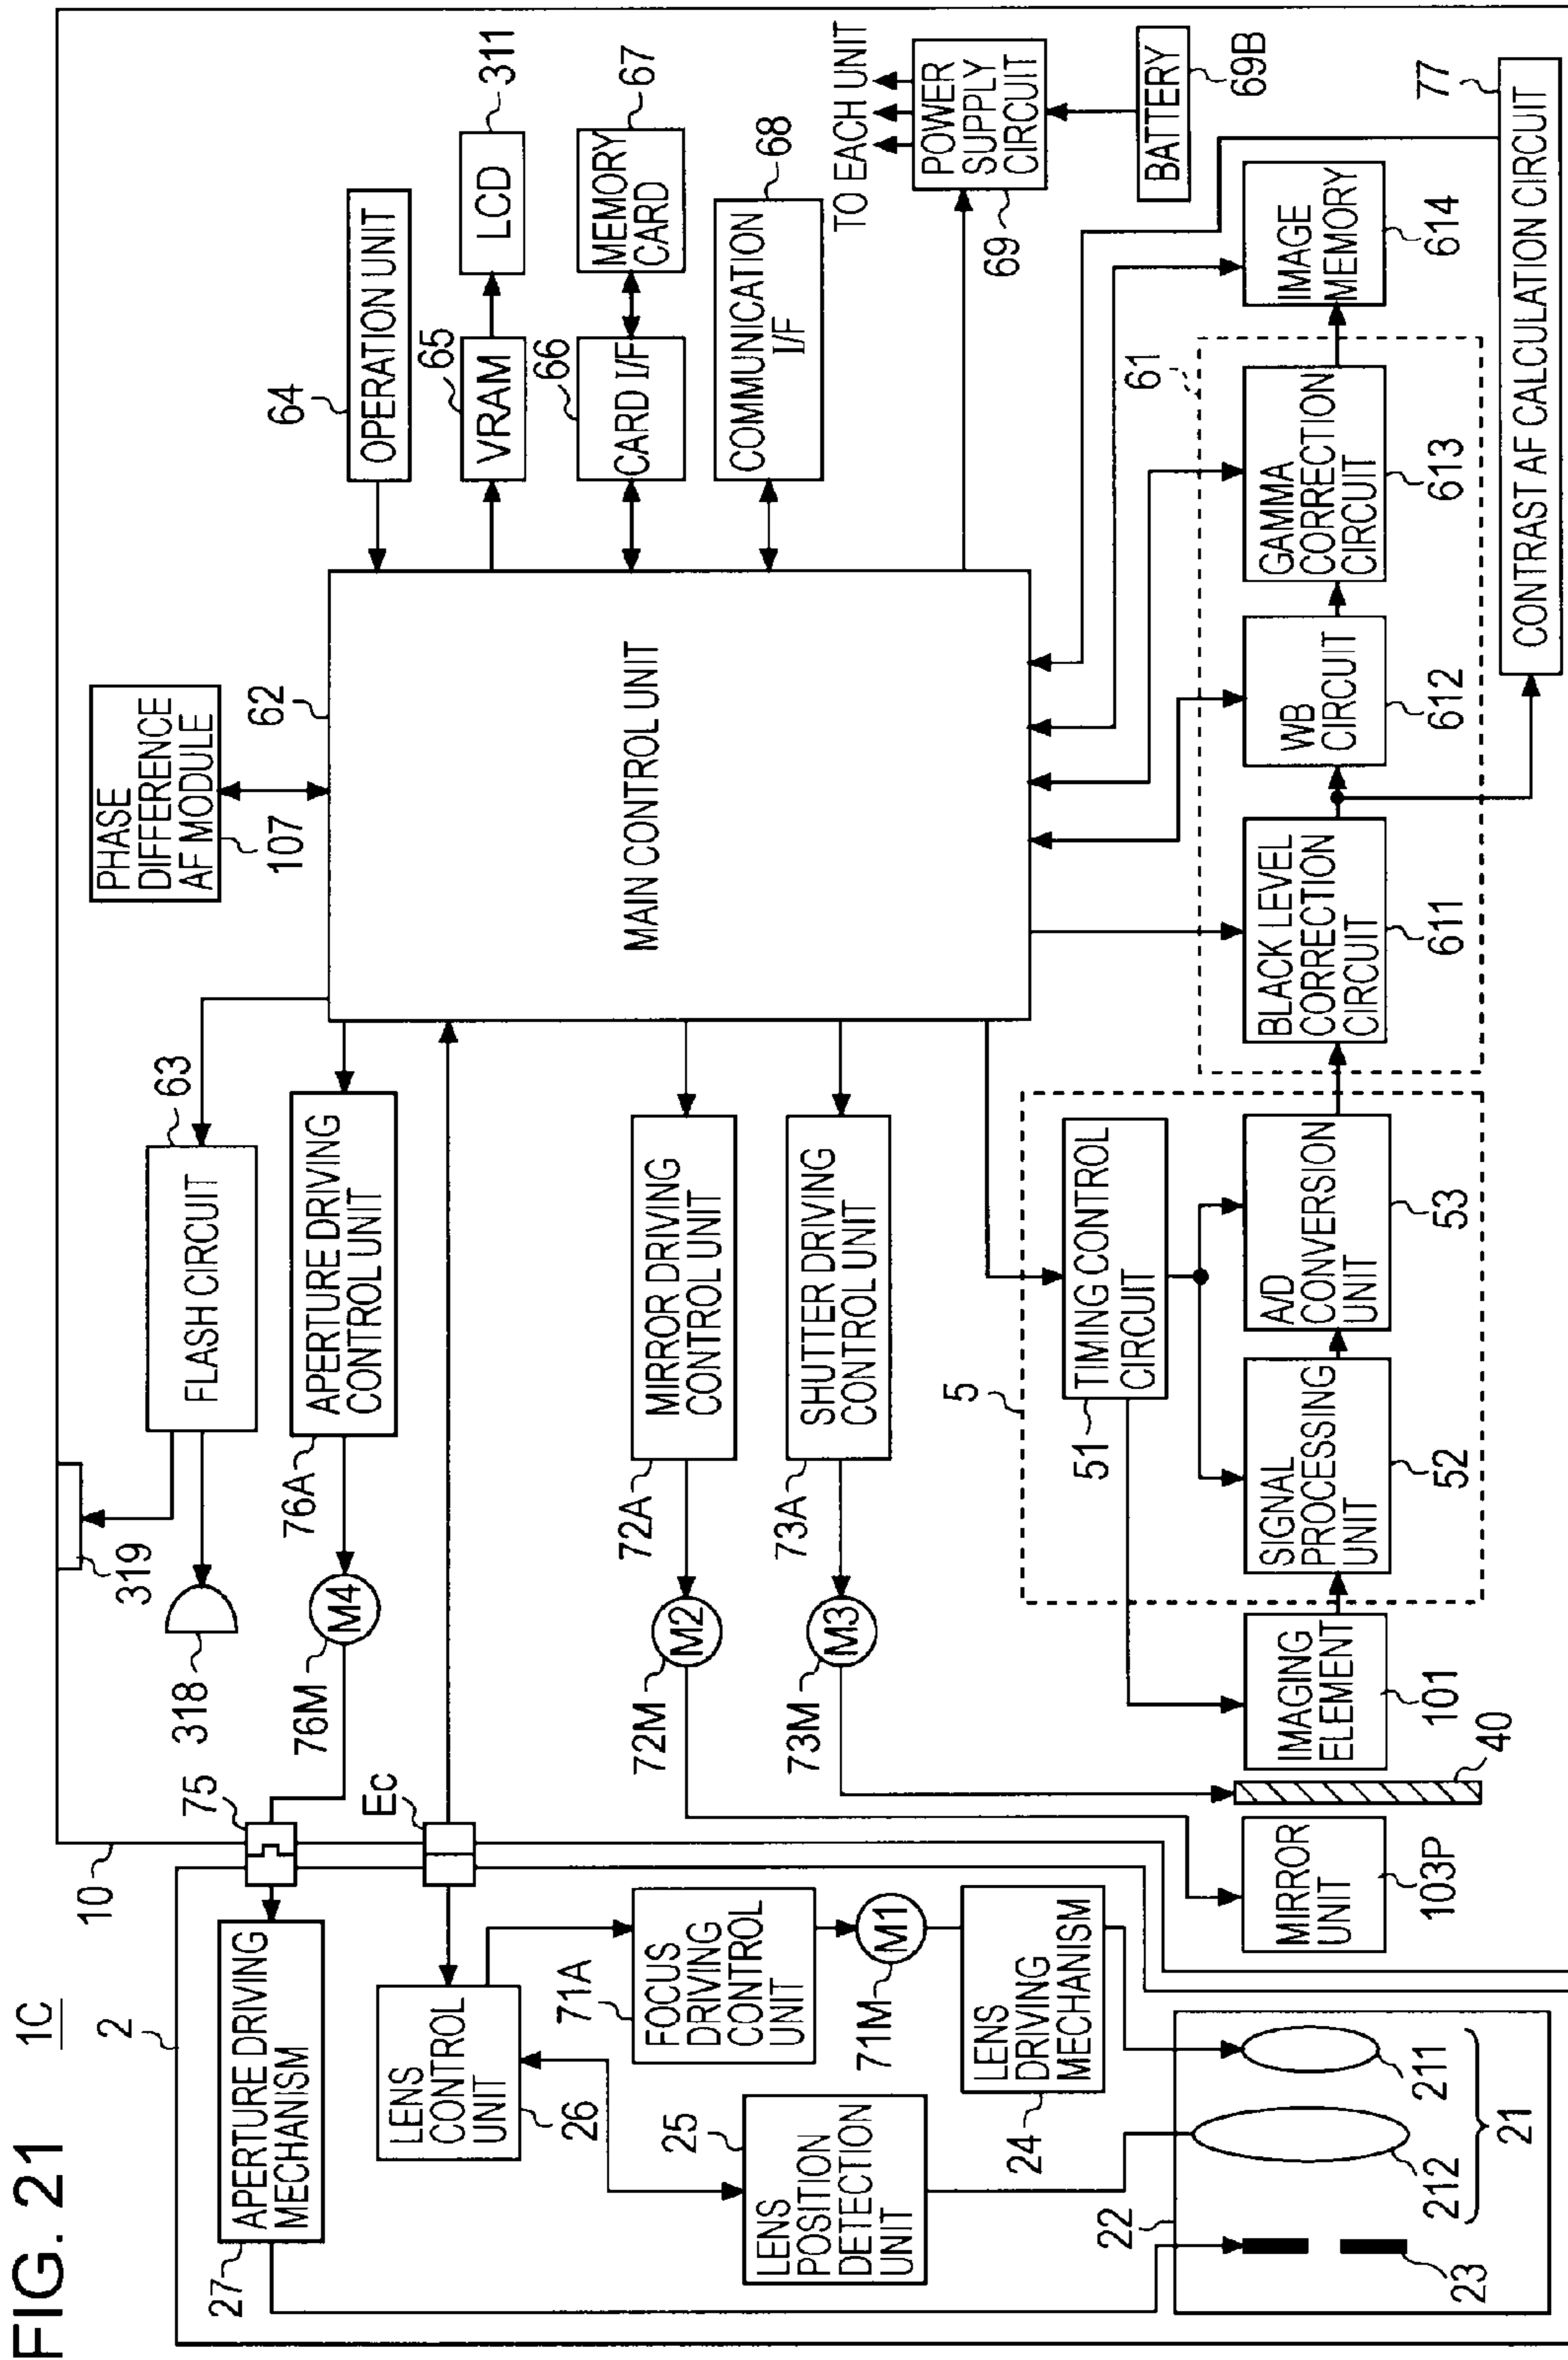 FIG. 21
1C
2
10
APERTURE DRIVING
MECHANISM
27
75
76M
M4
76A
APERTURE DRIVING
CONTROL UNIT
318
319
FLASH CIRCUIT
63
PHASE
DIFFERENCE
AF MODULE
107
62
MAIN CONTROL UNIT
64
OPERATION UNIT
65
VRAM
LCD
311
66
CARD I/F
MEMORY
CARD
67
COMMUNICATION
I/F
68
TO EACH UNIT
POWER
SUPPLY
CIRCUIT
69
BATTERY
69B
Ec
LENS
CONTROL
UNIT
26
71A
FOCUS
DRIVING
CONTROL
UNIT
71M
M1
25
LENS
POSITION
DETECTION
UNIT
24
LENS
DRIVING
MECHANISM
72M
M2
72A
MIRROR DRIVING
CONTROL UNIT
73M
M3
73A
SHUTTER DRIVING
CONTROL UNIT
22
23
212
211
21
MIRROR
UNIT
103P
40
IMAGING
ELEMENT
101
5
51
TIMING CONTROL
CIRCUIT
SIGNAL
PROCESSING
UNIT
52
A/D
CONVERSION
UNIT
53
61
BLACK LEVEL
CORRECTION
CIRCUIT
611
WB
CIRCUIT
612
GAMMA
CORRECTION
CIRCUIT
613
IMAGE
MEMORY
614
CONTRAST AF CALCULATION CIRCUIT
77